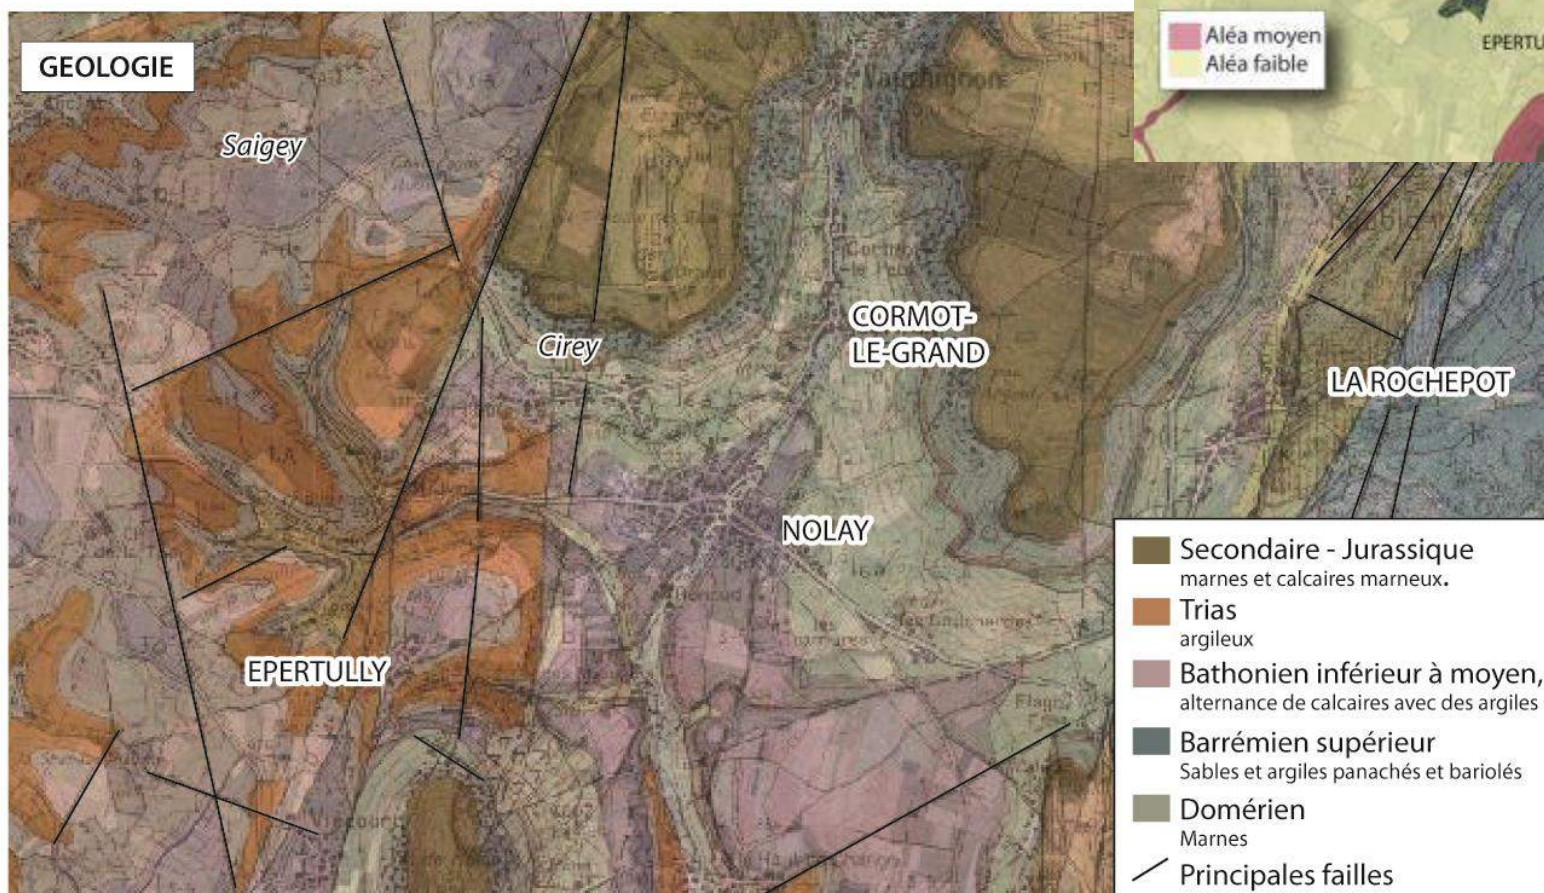 GEOLOGIE
Aléa moyen
Aléa faible
EPERTU
Saigey
Cirey
CORMOT-
LE-GRAND
LA ROCHEPOT
NOLAY
EPERTULLY
Secondaire - Jurassique
marnes et calcaires marneux.
Trias
argileux
Bathonien inférieur à moyen,
alternance de calcaires avec des argiles
Barrémien supérieur
Sables et argiles panachés et bariolés
Domérien
Marnes
Principales failles